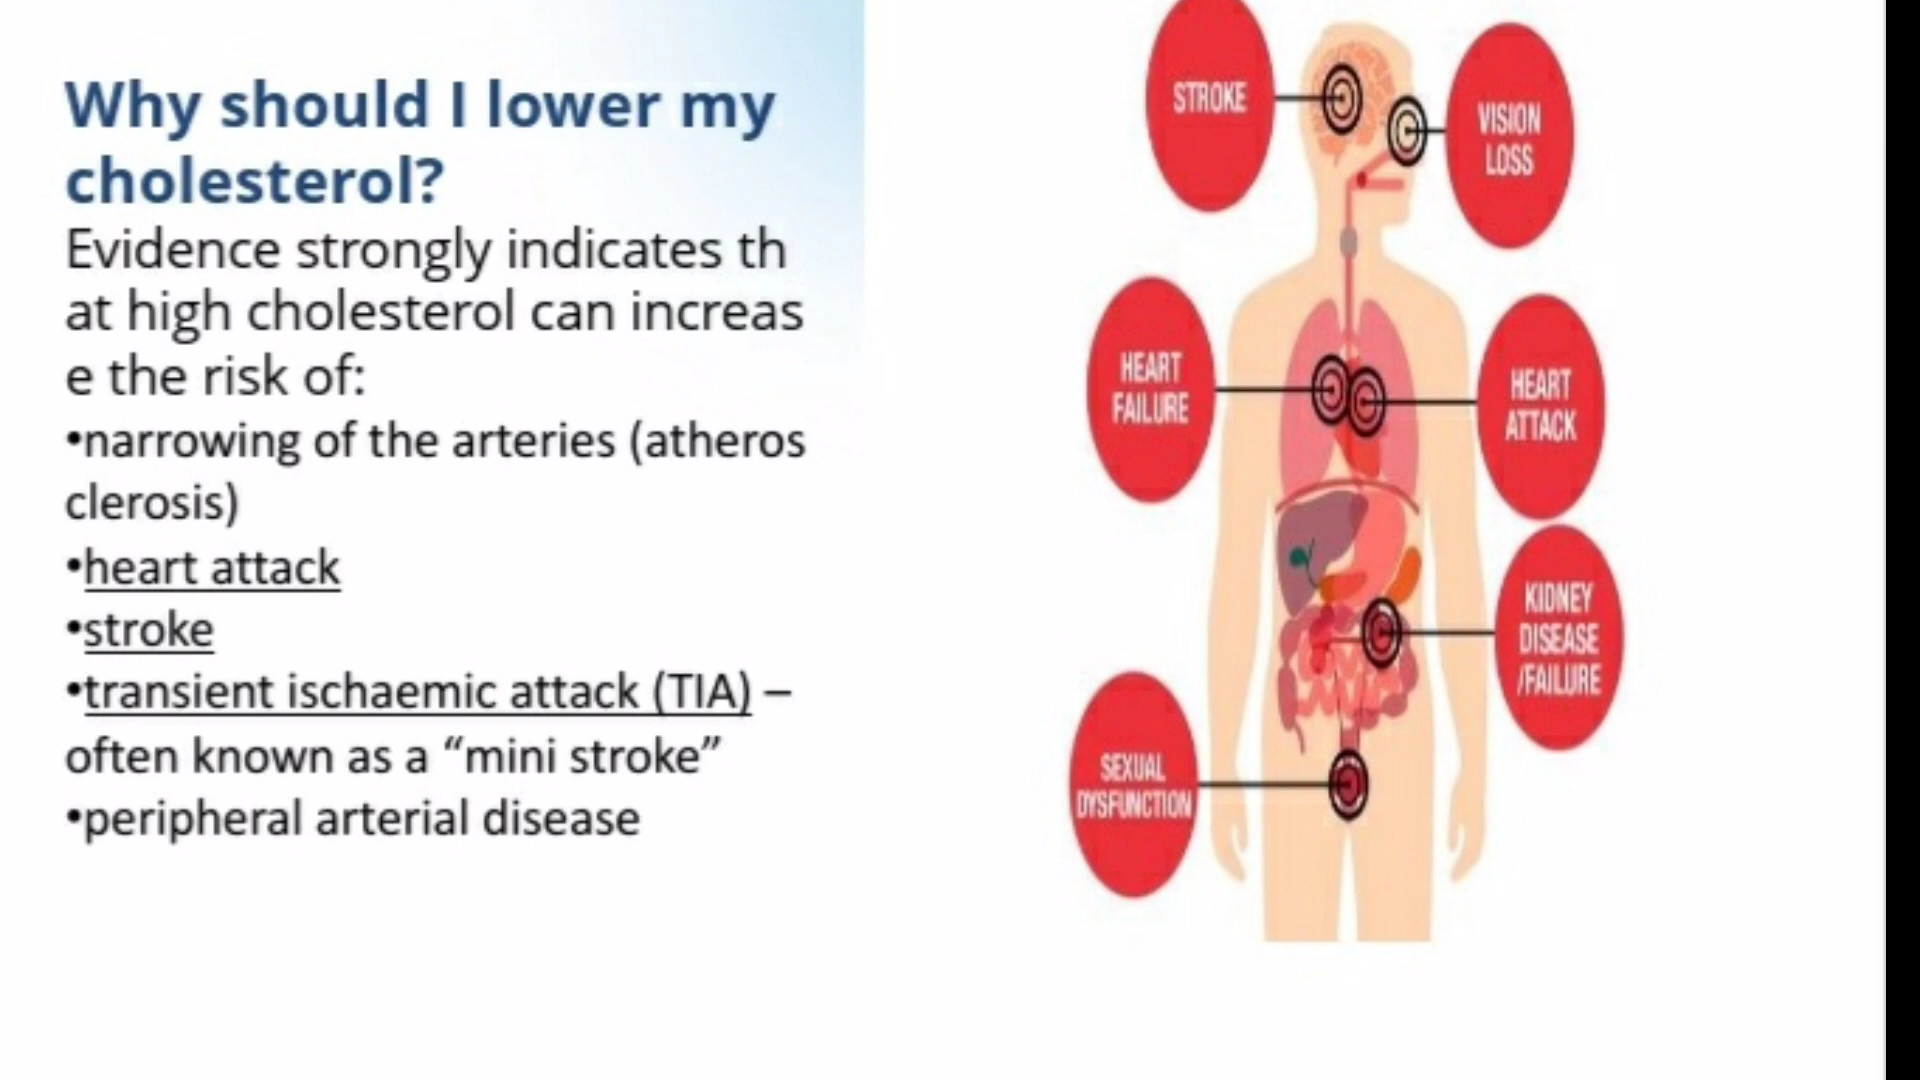 Why should I lower my
cholesterol?
Evidence strongly indicates th
at high cholesterol can increas
e the risk of:
•narrowing of the arteries (atheros
clerosis)
•heart attack
•stroke
•transient ischaemic attack (TIA) –
often known as a “mini stroke”
•peripheral arterial disease
STROKE
VISION
LOSS
HEART
FAILURE
HEART
ATTACK
KIDNEY
DISEASE
/FAILURE
SEXUAL
DYSFUNCTION